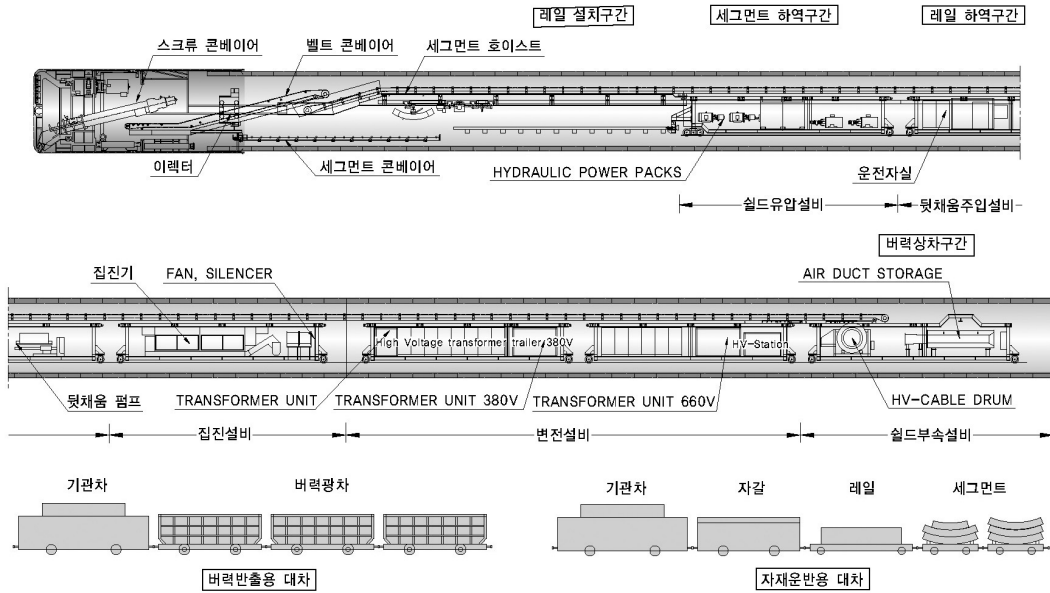 레일 설치구간
세그먼트 하역구간
레일 하역구간
스크류 콘베이어
벨트 콘베이어
세그먼트 호이스트
이렉터
세그먼트 콘베이어
HYDRAULIC POWER PACKS
운전자실
쉴드유압설비
뒷채움주입설비
버력상차구간
집진기
FAN, SILENCER
AIR DUCT STORAGE
High Voltage transformer trailer 380V
HV-Station
뒷채움 펌프
TRANSFORMER UNIT
TRANSFORMER UNIT 380V
TRANSFORMER UNIT 660V
HV-CABLE DRUM
집진설비
변전설비
쉴드부속설비
기관차
버력광차
기관차
자갈
레일
세그먼트
버력반출용 대차
자재운반용 대차